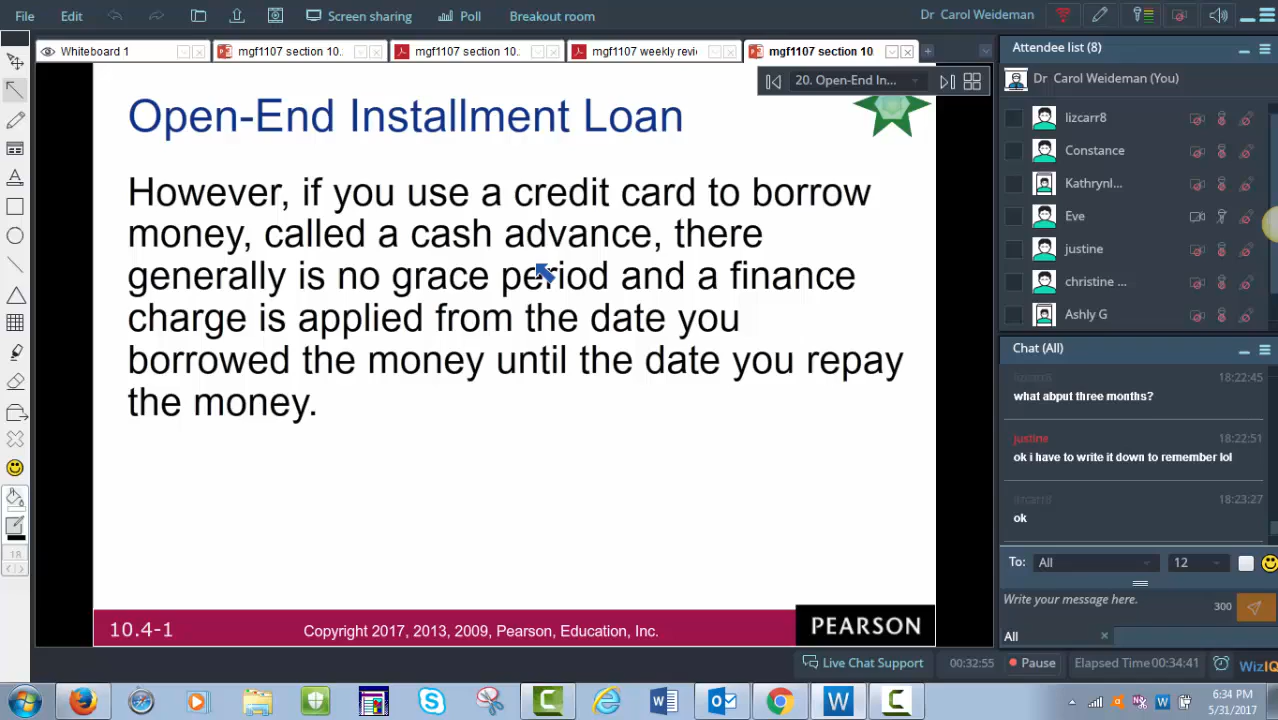 File Edit Screen sharing Poll Breakout room Dr Carol Weideman
Whiteboard 1 mgf1107 section 10.. mgf1107 section 10.. mgf1107 weekly revi.. mgf1107 section 10
20. Open-End In...
Open-End Installment Loan
However, if you use a credit card to borrow
money, called a cash advance, there
generally is no grace period and a finance
charge is applied from the date you
borrowed the money until the date you repay
the money.
10.4-1 Copyright 2017, 2013, 2009, Pearson, Education, Inc. PEARSON
Attendee list (8)
Dr Carol Weideman (You)
lizcarr8
Constance
Kathrynl...
Eve
justine
christine ...
Ashly G
Chat (All)
lizcarr8 18:22:45
what abput three months?
justine 18:22:51
ok i have to write it down to remember lol
18:23:27
ok
To: All 12
Write your message here. 300
All
18
Live Chat Support 00:32:55 Pause Elapsed Time 00:34:41 WizIQ
6:34 PM
5/31/2017